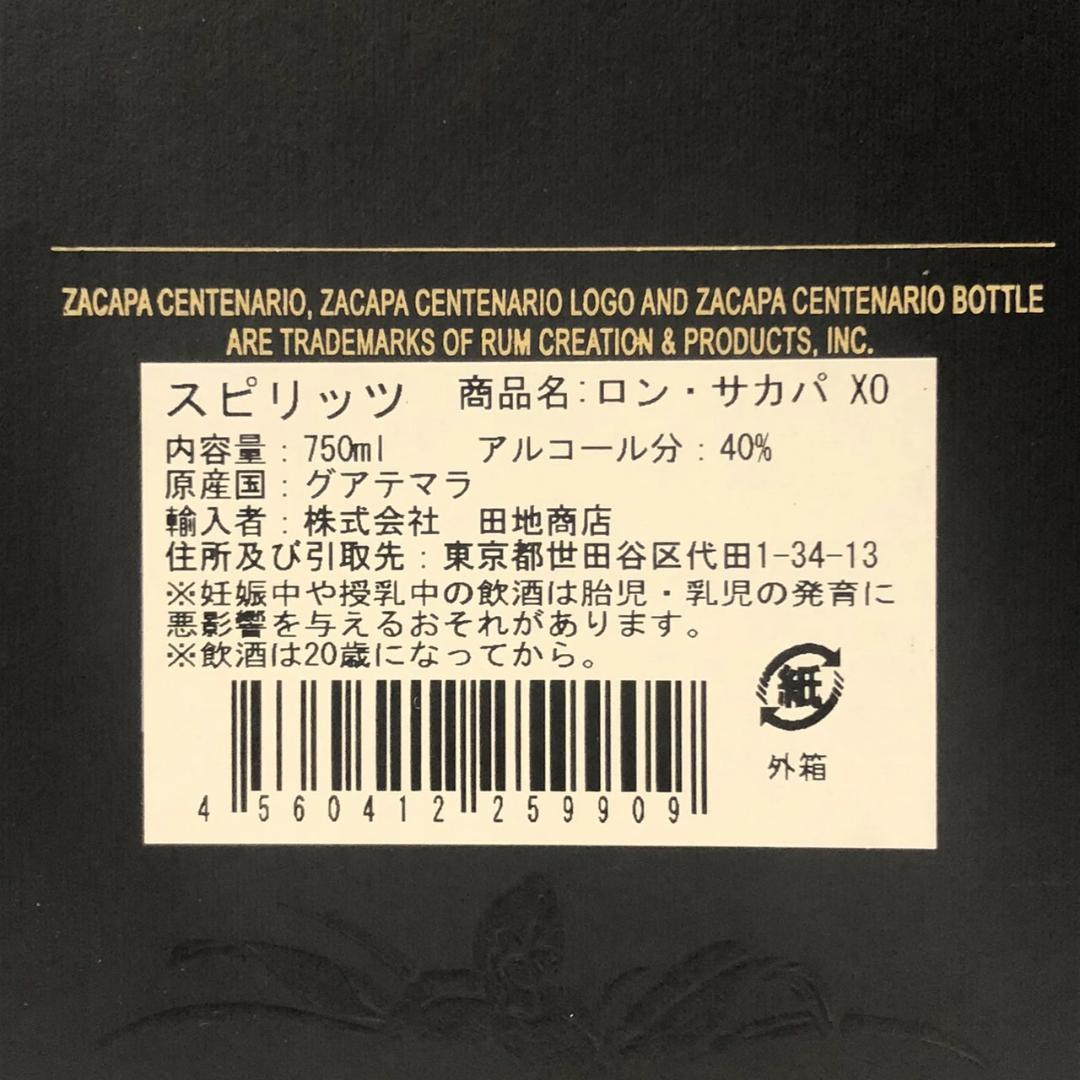 ZACAPA CENTENARIO, ZACAPA CENTENARIO LOGO AND ZACAPA CENTENARIO BOTTLE
ARE TRADEMARKS OF RUM CREATION & PRODUCTS, INC.
スピリッツ 商品名:ロン・サカパ XO
内容量:750ml アルコール分:40%
原産国:グアテマラ
輸入者:株式会社 田地商店
住所及び引取先:東京都世田谷区代田1-34-13
※妊娠中や授乳中の飲酒は胎児・乳児の発育に
悪影響を与えるおそれがあります。
※飲酒は20歳になってから。
紙
外箱
4 560412 259909